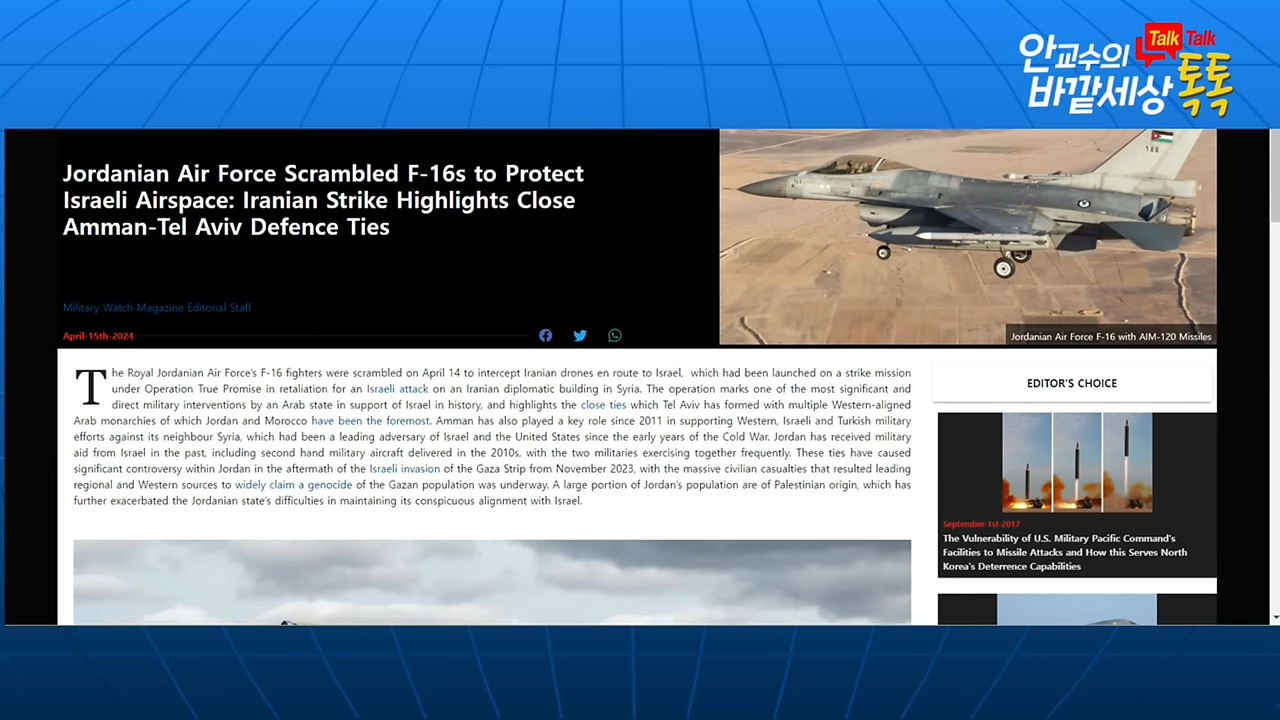 안교수의
Talk Talk
바깥세상 톡톡
Jordanian Air Force Scrambled F-16s to Protect
Israeli Airspace: Iranian Strike Highlights Close
Amman-Tel Aviv Defence Ties
Military Watch Magazine Editorial Staff
April-15th-2024
Jordanian Air Force F-16 with AIM-120 Missiles
The Royal Jordanian Air Force's F-16 fighters were scrambled on April 14 to intercept Iranian drones en route to Israel, which had been launched on a strike mission
under Operation True Promise in retaliation for an Israeli attack on an Iranian diplomatic building in Syria. The operation marks one of the most significant and
direct military interventions by an Arab state in support of Israel in history, and highlights the close ties which Tel Aviv has formed with multiple Western-aligned
Arab monarchies of which Jordan and Morocco have been the foremost. Amman has also played a key role since 2011 in supporting Western, Israeli and Turkish military
efforts against its neighbour Syria, which had been a leading adversary of Israel and the United States since the early years of the Cold War. Jordan has received military
aid from Israel in the past, including second hand military aircraft delivered in the 2010s, with the two militaries exercising together frequently. These ties have caused
significant controversy within Jordan in the aftermath of the Israeli invasion of the Gaza Strip from November 2023, with the massive civilian casualties that resulted leading
regional and Western sources to widely claim a genocide of the Gazan population was underway. A large portion of Jordan's population are of Palestinian origin, which has
further exacerbated the Jordanian state's difficulties in maintaining its conspicuous alignment with Israel.
EDITOR'S CHOICE
September-1st-2017
The Vulnerability of U.S. Military Pacific Command's
Facilities to Missile Attacks and How this Serves North
Korea's Deterrence Capabilities